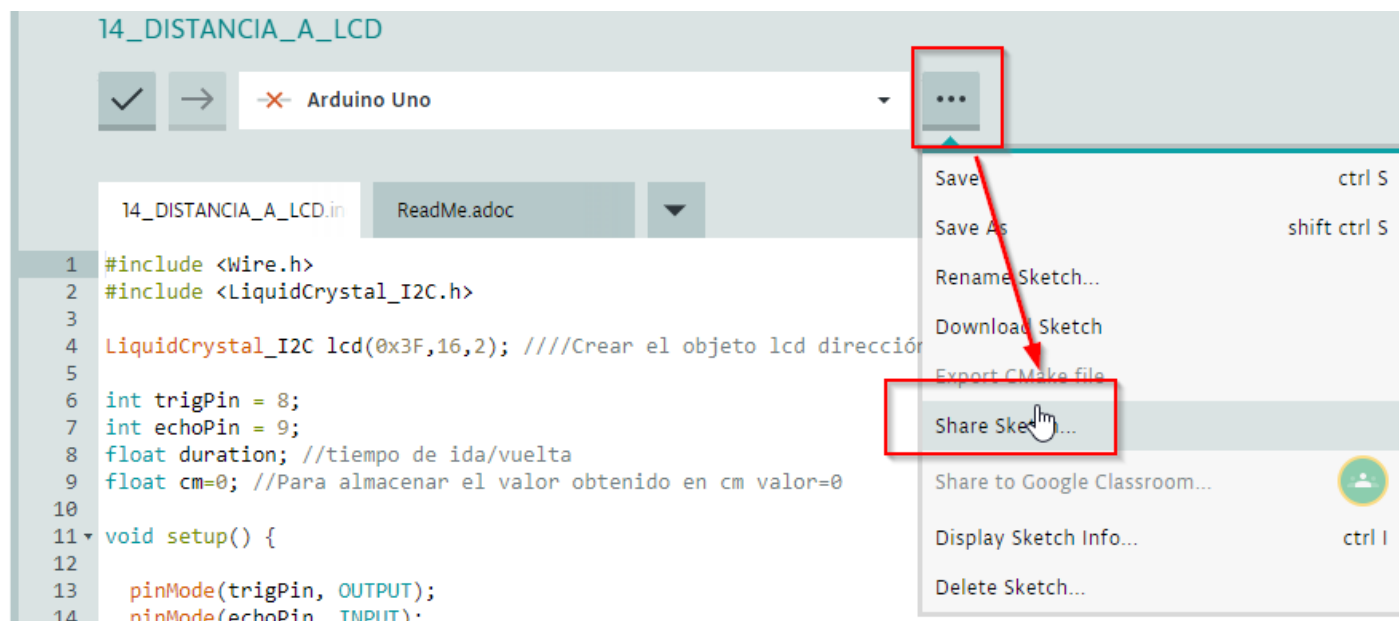 14_DISTANCIA_A_LCD
Arduino Uno
14_DISTANCIA_A_LCD.in
ReadMe.adoc
1 #include <Wire.h>
2 #include <LiquidCrystal_I2C.h>
3
4 LiquidCrystal_I2C lcd(0x3F,16,2); ////Crear el objeto lcd dirección
5
6 int trigPin = 8;
7 int echoPin = 9;
8 float duration; //tiempo de ida/vuelta
9 float cm=0; //Para almacenar el valor obtenido en cm valor=0
10
11 void setup() {
12
13 pinMode(trigPin, OUTPUT);
14 pinMode(echoPin, INPUT);
Save ctrl S
Save As shift ctrl S
Rename Sketch...
Download Sketch
Export CMake file
Share Sketch...
Share to Google Classroom...
Display Sketch Info... ctrl I
Delete Sketch...